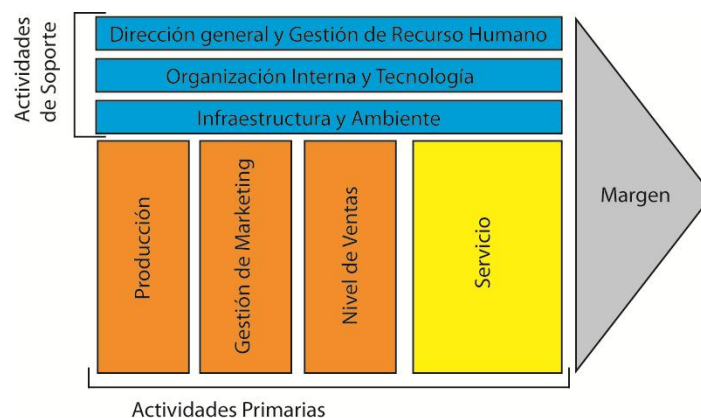 Actividades
de Soporte
Dirección general y Gestión de Recurso Humano
Organización Interna y Tecnología
Infraestructura y Ambiente
Producción
Gestión de Marketing
Nivel de Ventas
Servicio
Margen
Actividades Primarias